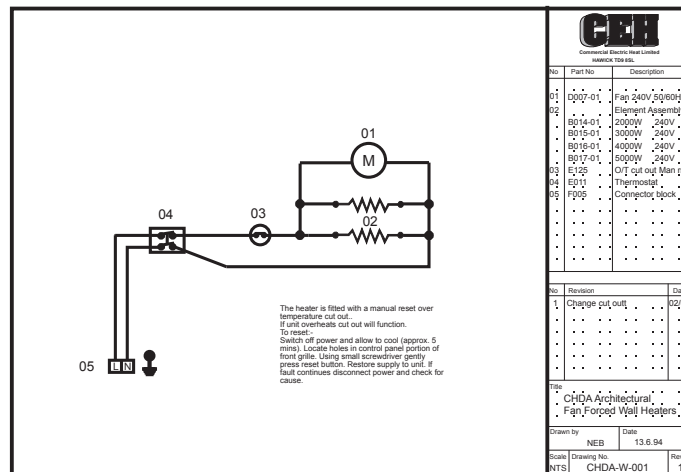 01
M
02
03
04
05
L N
The heater is fitted with a manual reset over
temperature cut out..
If unit overheats cut out will function.
To reset:-
Switch off power and allow to cool (approx. 5
mins). Locate holes in control panel portion of
front grille. Using small screwdriver gently
press reset button. Restore supply to unit. If
fault continues disconnect power and check for
cause.
CEH
Commercial Electric Heat Limited
HAWICK TD9 8SL
No Part No Description
01 D007-01 Fan 240V 50/60H
02 Element Assembl
B014-01 2000W 240V
B015-01 3000W 240V
B016-01 4000W 240V
B017-01 5000W 240V
03 E125 O/T cut out Man r
04 E011 Thermostat
05 F005 Connector block
No Revision Da
1 Change cut outt 02/
Title
CHDA Architectural
Fan Forced Wall Heaters
Drawn by Date
NEB 13.6.94
Scale Drawing No. Rev
NTS CHDA-W-001 1